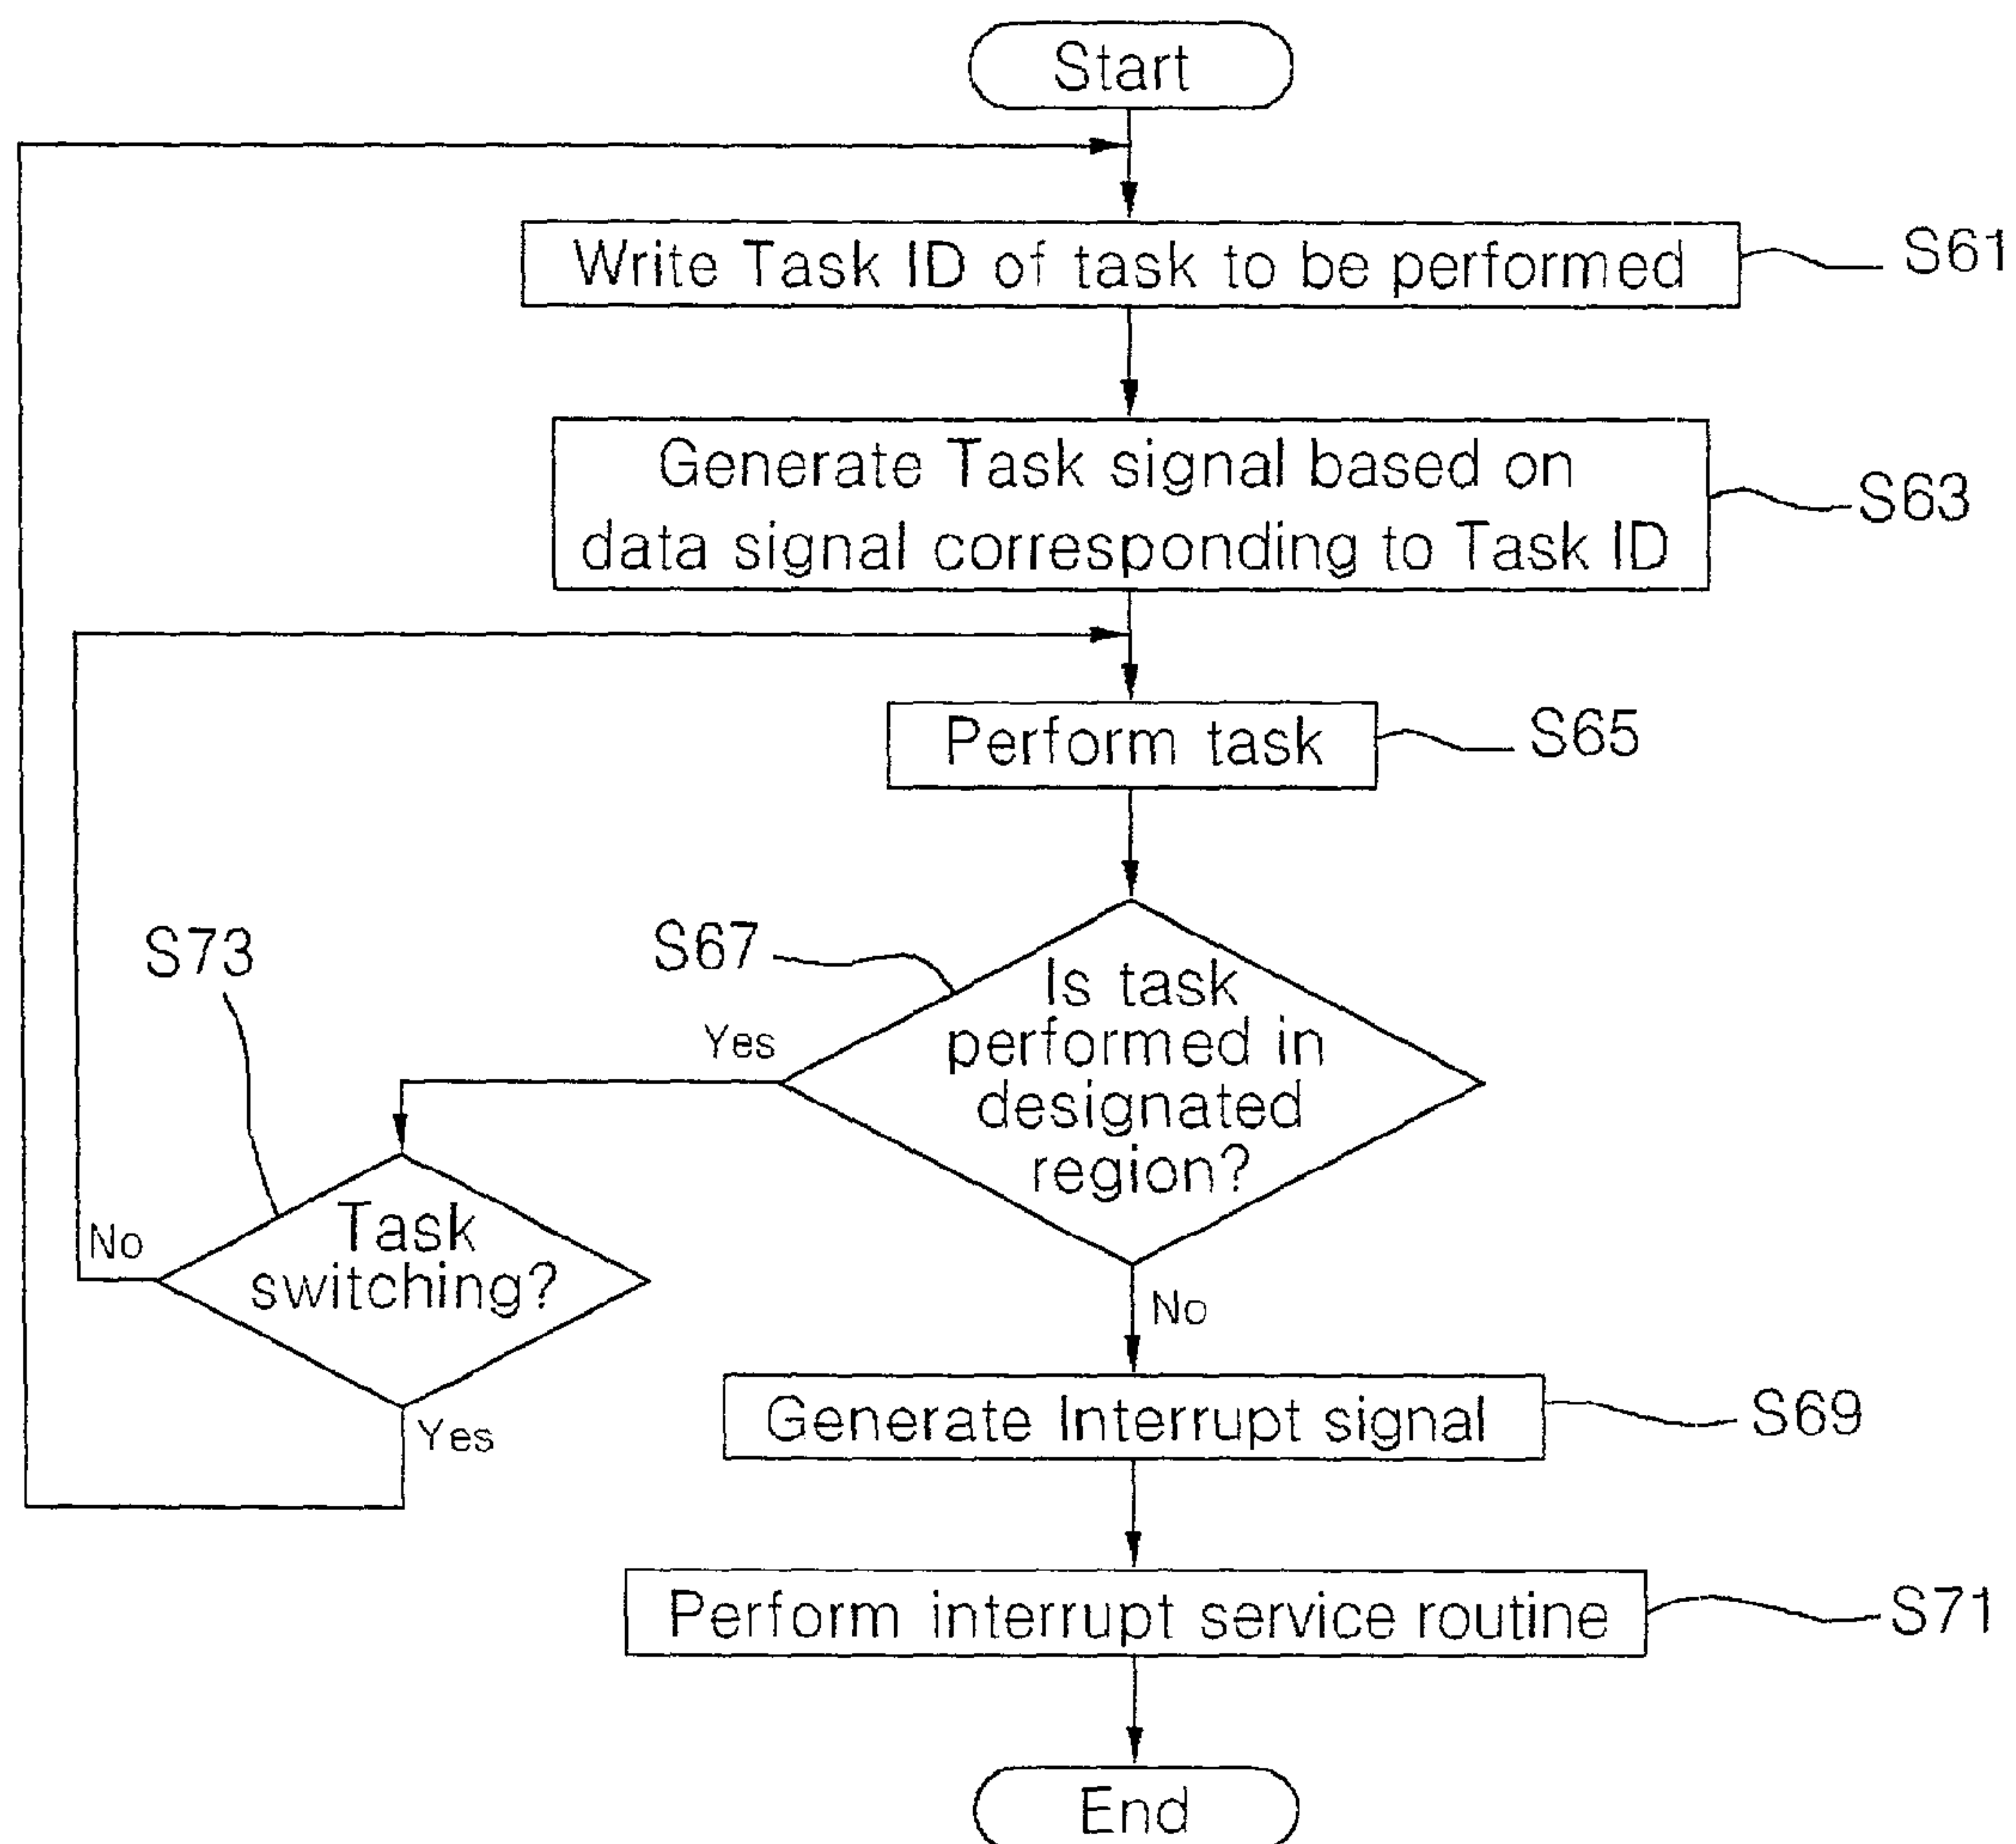 Start
Write Task ID of task to be performed
S61
Generate Task signal based on
data signal corresponding to Task ID
S63
Perform task
S65
S73
S67
Is task
performed in
designated
region?
Yes
Task
switching?
No
Yes
No
Generate Interrupt signal
S69
Perform interrupt service routine
S71
End